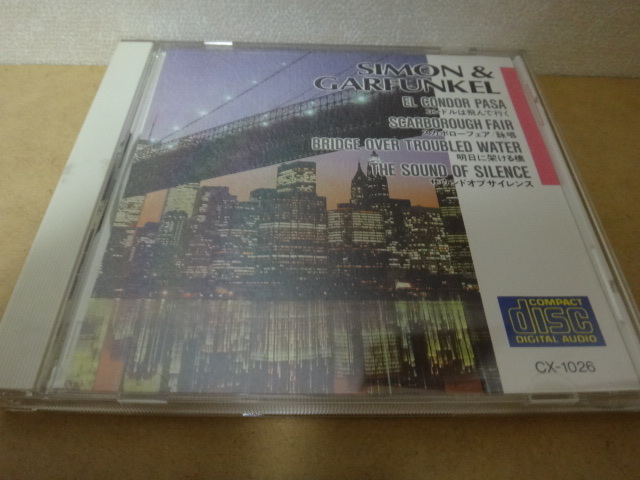 SIMON &
GARFUNKEL
EL CONDOR PASA
コンドルは飛んで行く
SCARBOROUGH FAIR
スカボローフェア/詠唱
BRIDGE OVER TROUBLED WATER
明日に架ける橋
THE SOUND OF SILENCE
サウンドオブサイレンス
COMPACT
disc
DIGITAL AUDIO
CX-1026